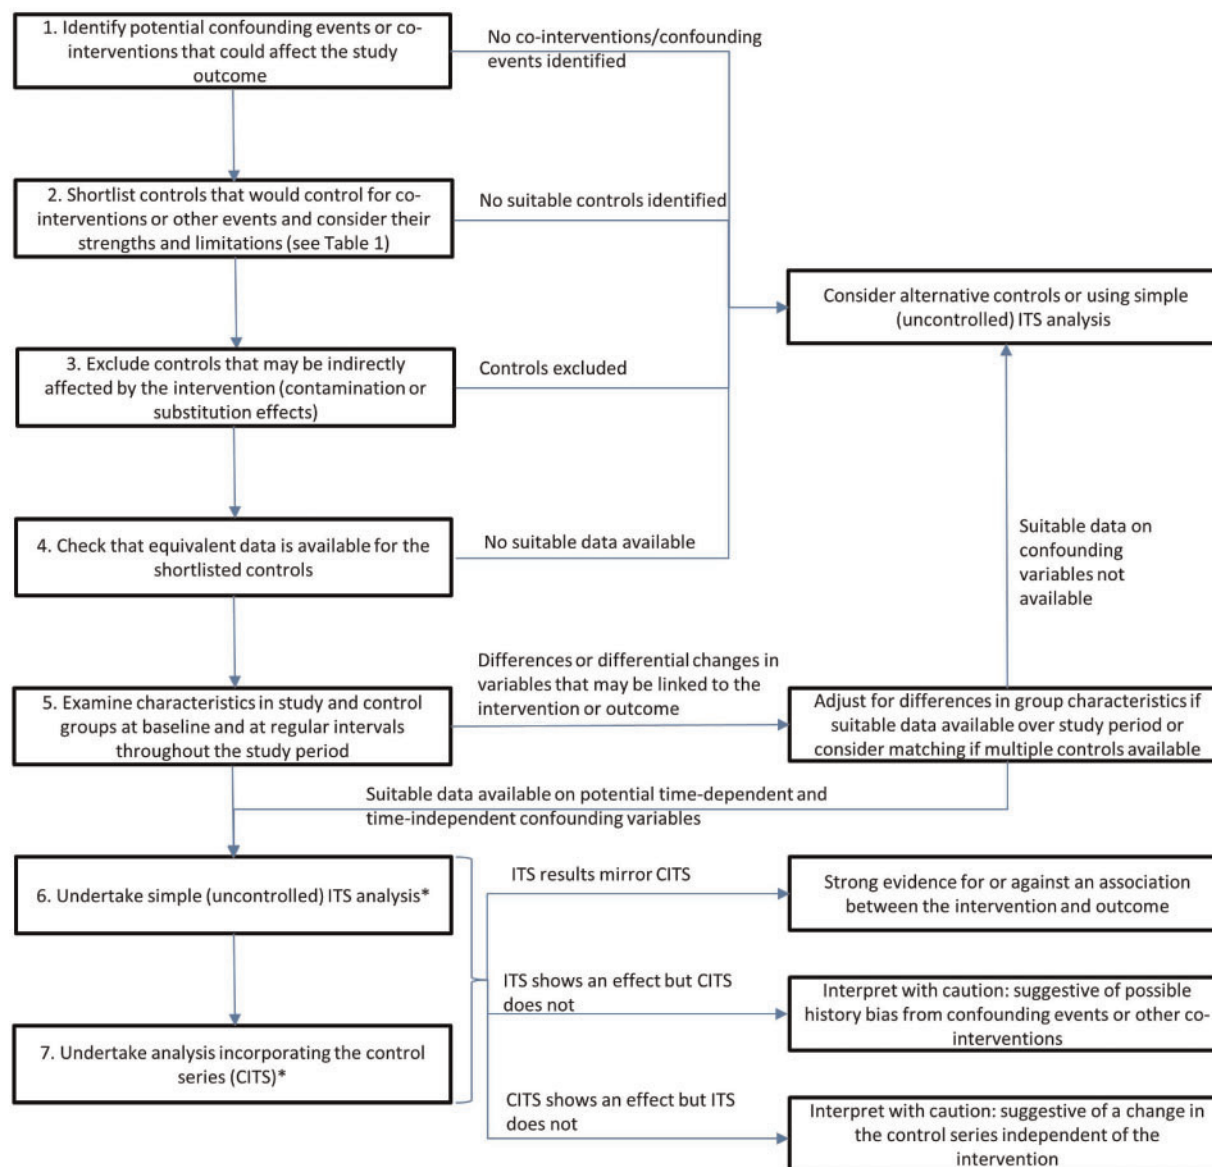 1. Identify potential confounding events or co-
interventions that could affect the study
outcome
No co-interventions/confounding
events identified
2. Shortlist controls that would control for co-
interventions or other events and consider their
strengths and limitations (see Table 1)
No suitable controls identified
Consider alternative controls or using simple
(uncontrolled) ITS analysis
3. Exclude controls that may be indirectly
affected by the intervention (contamination or
substitution effects)
Controls excluded
4. Check that equivalent data is available for the
shortlisted controls
No suitable data available
Suitable data on
confounding
variables not
available
5. Examine characteristics in study and control
groups at baseline and at regular intervals
throughout the study period
Differences or differential changes in
variables that may be linked to the
intervention or outcome
Adjust for differences in group characteristics if
suitable data available over study period or
consider matching if multiple controls available
Suitable data available on potential time-dependent and
time-independent confounding variables
6. Undertake simple (uncontrolled) ITS analysis*
ITS results mirror CITS
Strong evidence for or against an association
between the intervention and outcome
ITS shows an effect but CITS
does not
Interpret with caution: suggestive of possible
history bias from confounding events or other co-
interventions
7. Undertake analysis incorporating the control
series (CITS)*
CITS shows an effect but ITS
does not
Interpret with caution: suggestive of a change in
the control series independent of the
intervention